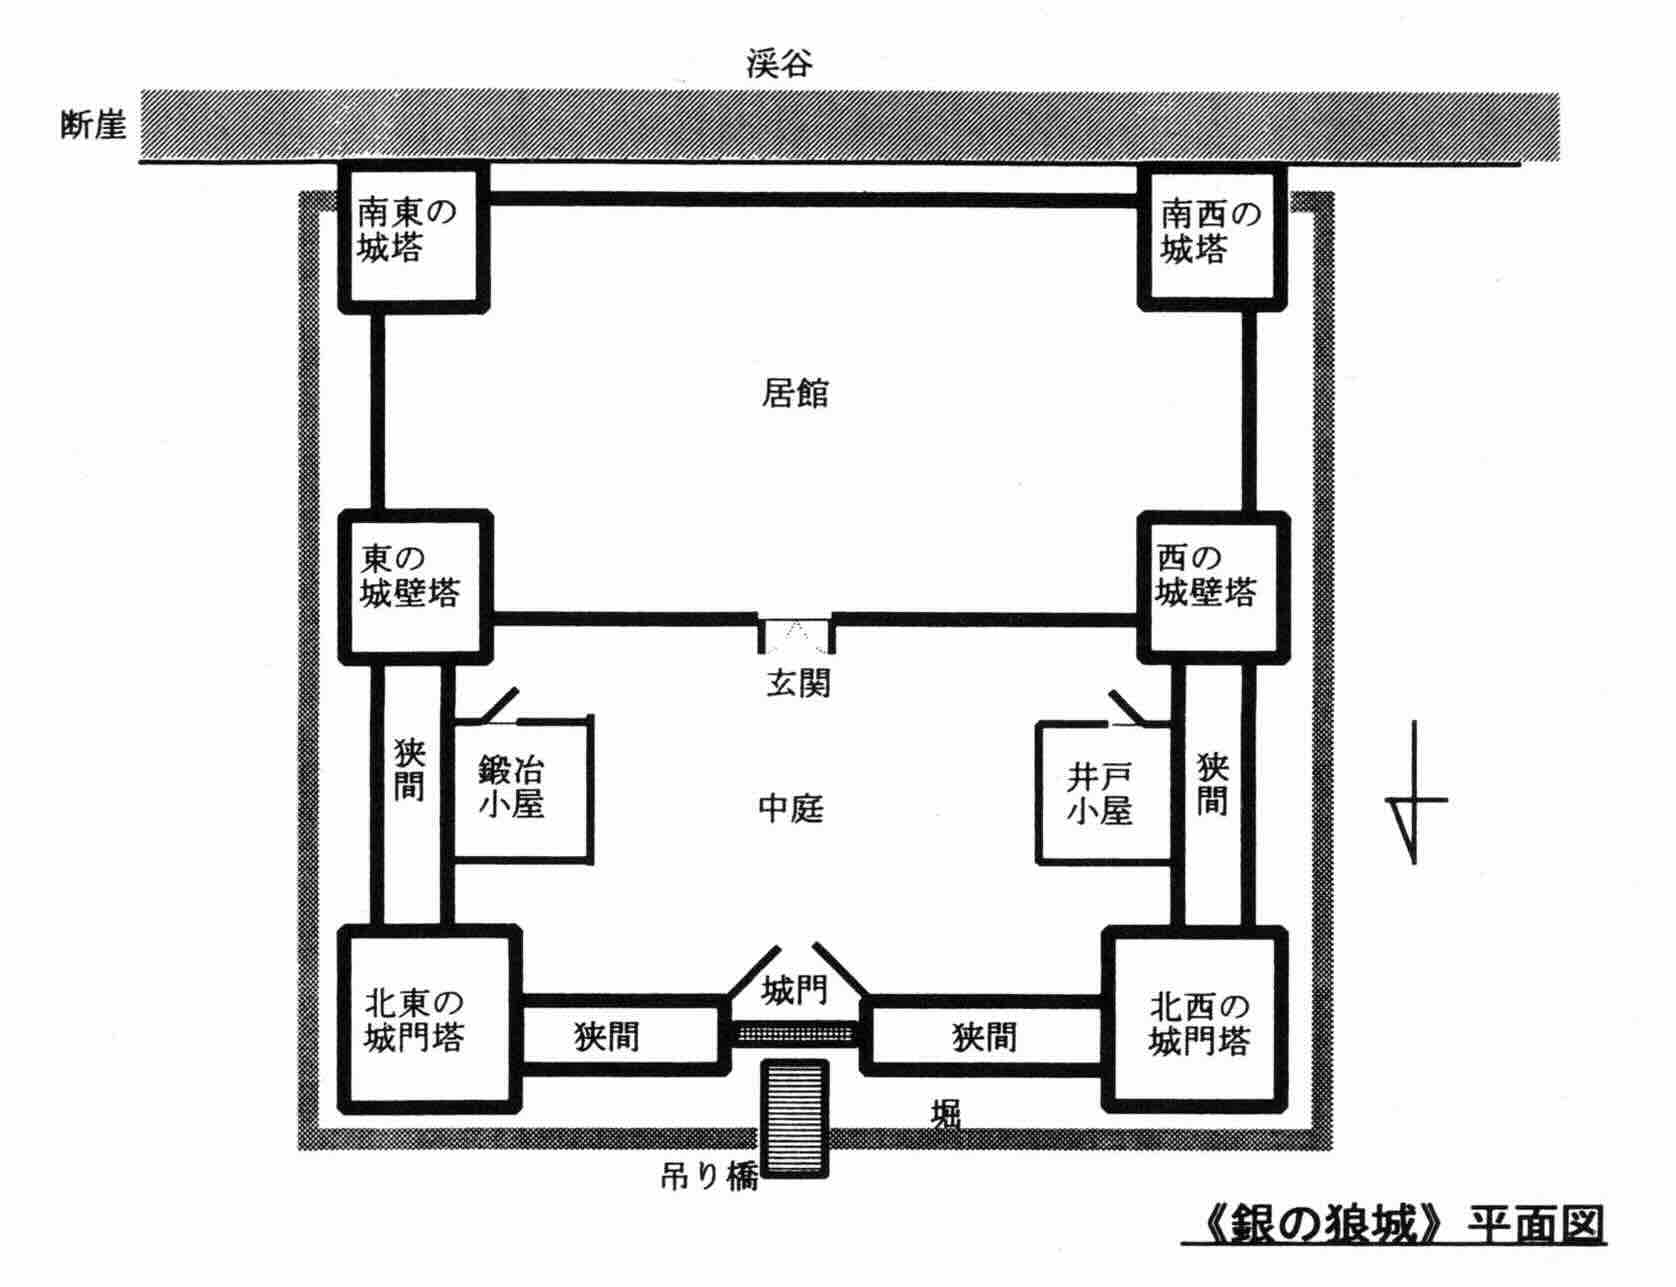 渓谷
断崖
南東の
城塔
南西の
城塔
居館
東の
城壁塔
西の
城壁塔
玄関
狭間
鍛冶
小屋
中庭
井戸
小屋
狭間
北東の
城門塔
狭間
城門
狭間
北西の
城門塔
堀
吊り橋
《銀の狼城》平面図